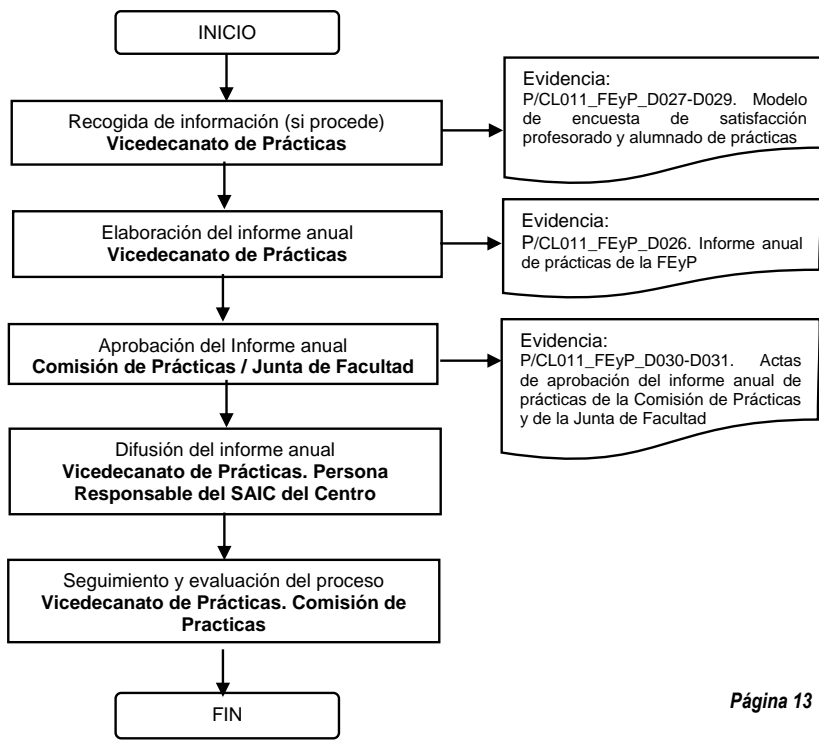 INICIO
Recogida de información (si procede)
Vicedecanato de Prácticas
Evidencia:
P/CL011_FEyP_D027-D029. Modelo
de encuesta de satisfacción
profesorado y alumnado de prácticas
Elaboración del informe anual
Vicedecanato de Prácticas
Evidencia:
P/CL011_FEyP_D026. Informe anual
de prácticas de la FEyP
Aprobación del Informe anual
Comisión de Prácticas / Junta de Facultad
Evidencia:
P/CL011_FEyP_D030-D031. Actas
de aprobación del informe anual de
prácticas de la Comisión de Prácticas
y de la Junta de Facultad
Difusión del informe anual
Vicedecanato de Prácticas. Persona
Responsable del SAIC del Centro
Seguimiento y evaluación del proceso
Vicedecanato de Prácticas. Comisión de
Practicas
FIN
Página 13